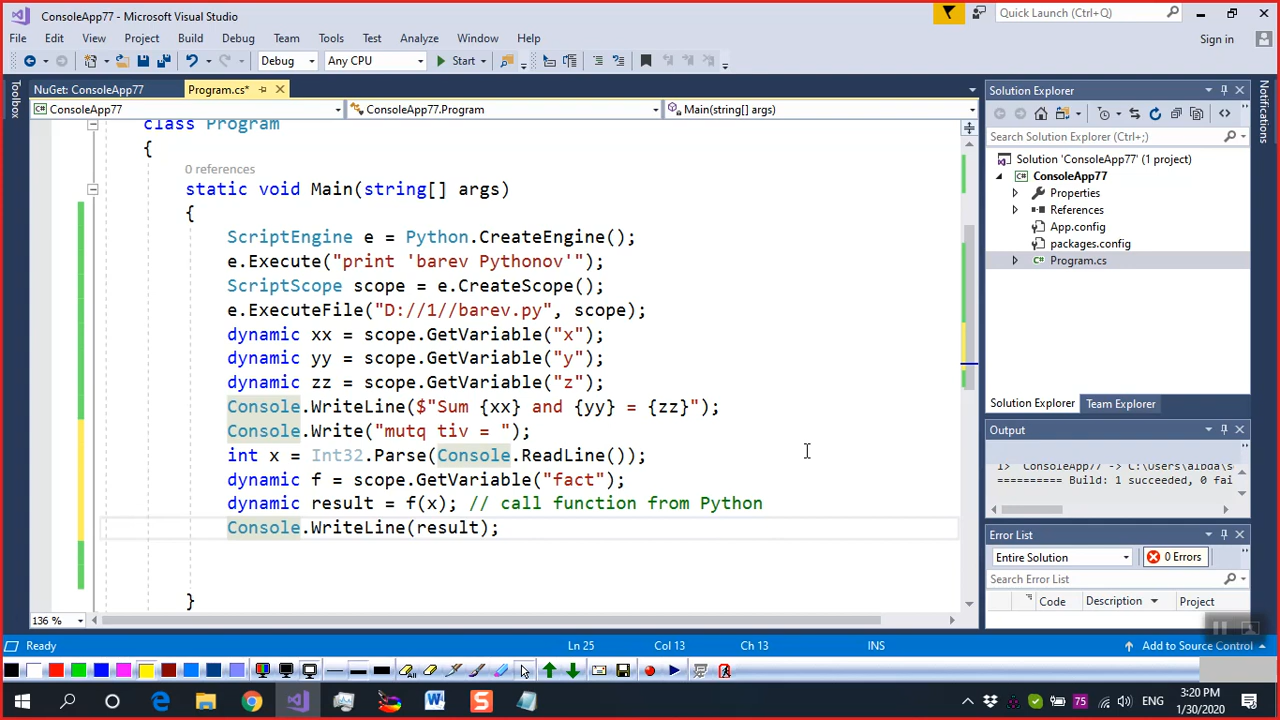 ConsoleApp77 - Microsoft Visual Studio
Quick Launch (Ctrl+Q)
File Edit View Project Build Debug Team Tools Test Analyze Window Help
Sign in
Debug Any CPU Start
Toolbox
NuGet: ConsoleApp77 Program.cs*
Solution Explorer
Notifications
ConsoleApp77 ConsoleApp77.Program Main(string[] args)
class Program
{
0 references
static void Main(string[] args)
{
ScriptEngine e = Python.CreateEngine();
e.Execute("print 'barev Pythonov'");
ScriptScope scope = e.CreateScope();
e.ExecuteFile("D://1//barev.py", scope);
dynamic xx = scope.GetVariable("x");
dynamic yy = scope.GetVariable("y");
dynamic zz = scope.GetVariable("z");
Console.WriteLine($"Sum {xx} and {yy} = {zz}");
Console.Write("mutq tiv = ");
int x = Int32.Parse(Console.ReadLine());
dynamic f = scope.GetVariable("fact");
dynamic result = f(x); // call function from Python
Console.WriteLine(result);
}
Search Solution Explorer (Ctrl+;)
Solution 'ConsoleApp77' (1 project)
ConsoleApp77
Properties
References
App.config
packages.config
Program.cs
Solution Explorer Team Explorer
Output
1> ConsoleApp77 -> C:\Users\albda\s
========== Build: 1 succeeded, 0 fai
Error List
Entire Solution 0 Errors
Search Error List
Code Description Project
136 %
Ready Ln 25 Col 13 Ch 13 INS Add to Source Control
All
75 ENG
3:20 PM
1/30/2020